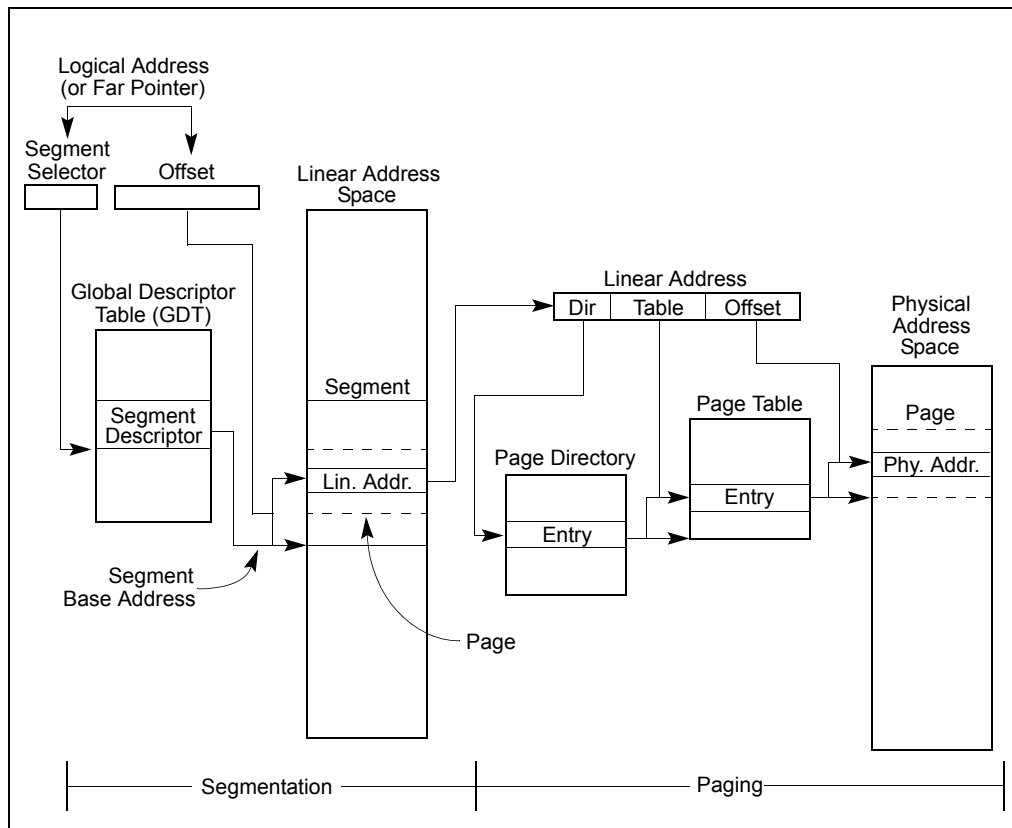 Logical Address
(or Far Pointer)
Segment
Selector
Offset
Linear Address
Space
Global Descriptor
Table (GDT)
Segment
Descriptor
Segment
Lin. Addr.
Segment
Base Address
Page
Linear Address
Dir Table Offset
Page Directory
Entry
Page Table
Entry
Physical
Address
Space
Page
Phy. Addr.
Segmentation
Paging